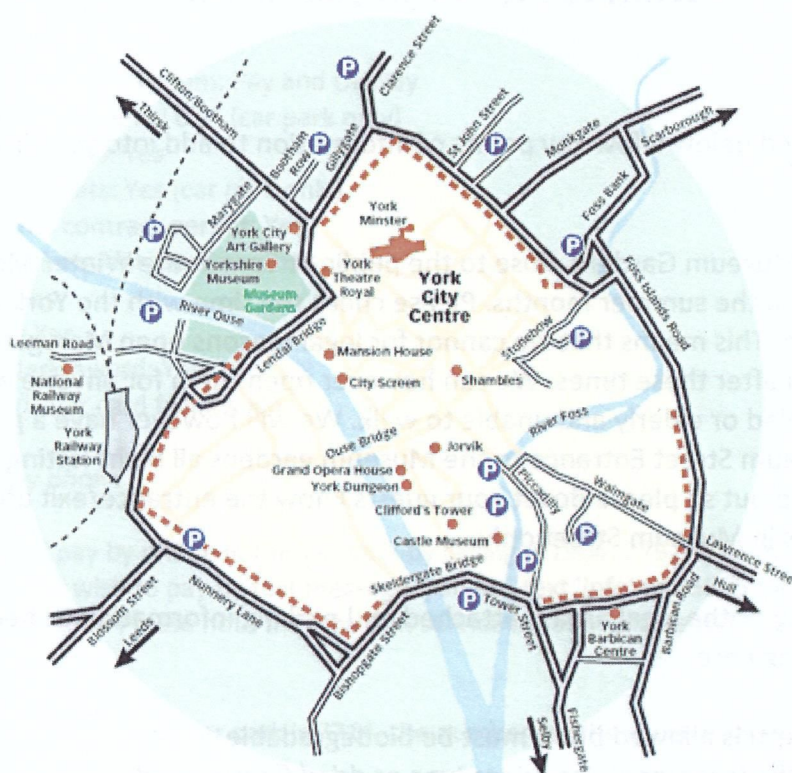 P
Clarence Street
Clifton/Bootham
Thirsk
P
Bootham
Row
Gillygate
St John Street
P
Monkgate
Scarborough
Marygate
Foss Bank
P
York
Minster
York City
Art Gallery
Yorkshire
Museum
Museum
Gardens
York
Theatre
Royal
York
City
Centre
P
Foss Islands Road
P
River Ouse
Lendal Bridge
Leeman Road
National
Railway
Museum
York
Railway
Station
Mansion House
City Screen
Stonebow
P
Shambles
River Foss
Ouse Bridge
Jorvik
Grand Opera House
York Dungeon
P
Piccadilly
Walmgate
P
Clifford's Tower
Castle Museum
P
P
Lawrence Street
Hull
Skeldergate Bridge
P
Tower Street
Barbican Road
York
Barbican
Centre
Nunnery Lane
Blossom Street
Leeds
Bishopgate Street
Selby
Fishergate